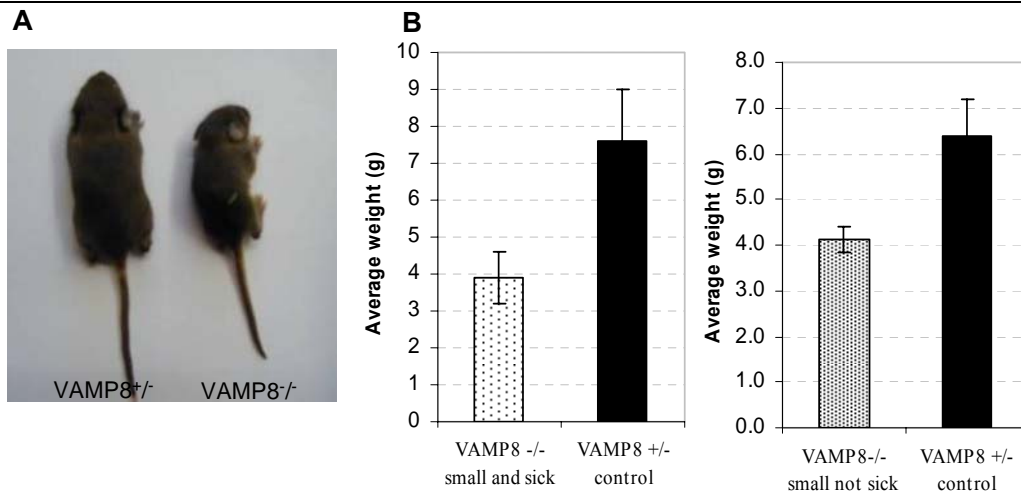 A
VAMP8+/-
VAMP8-/-
B
Average weight (g)
10
9
8
7
6
5
4
3
2
1
0
VAMP8 -/-
small and sick
VAMP8 +/-
control
Average weight (g)
8.0
7.0
6.0
5.0
4.0
3.0
2.0
1.0
0.0
VAMP8-/-
small not sick
VAMP8 +/-
control